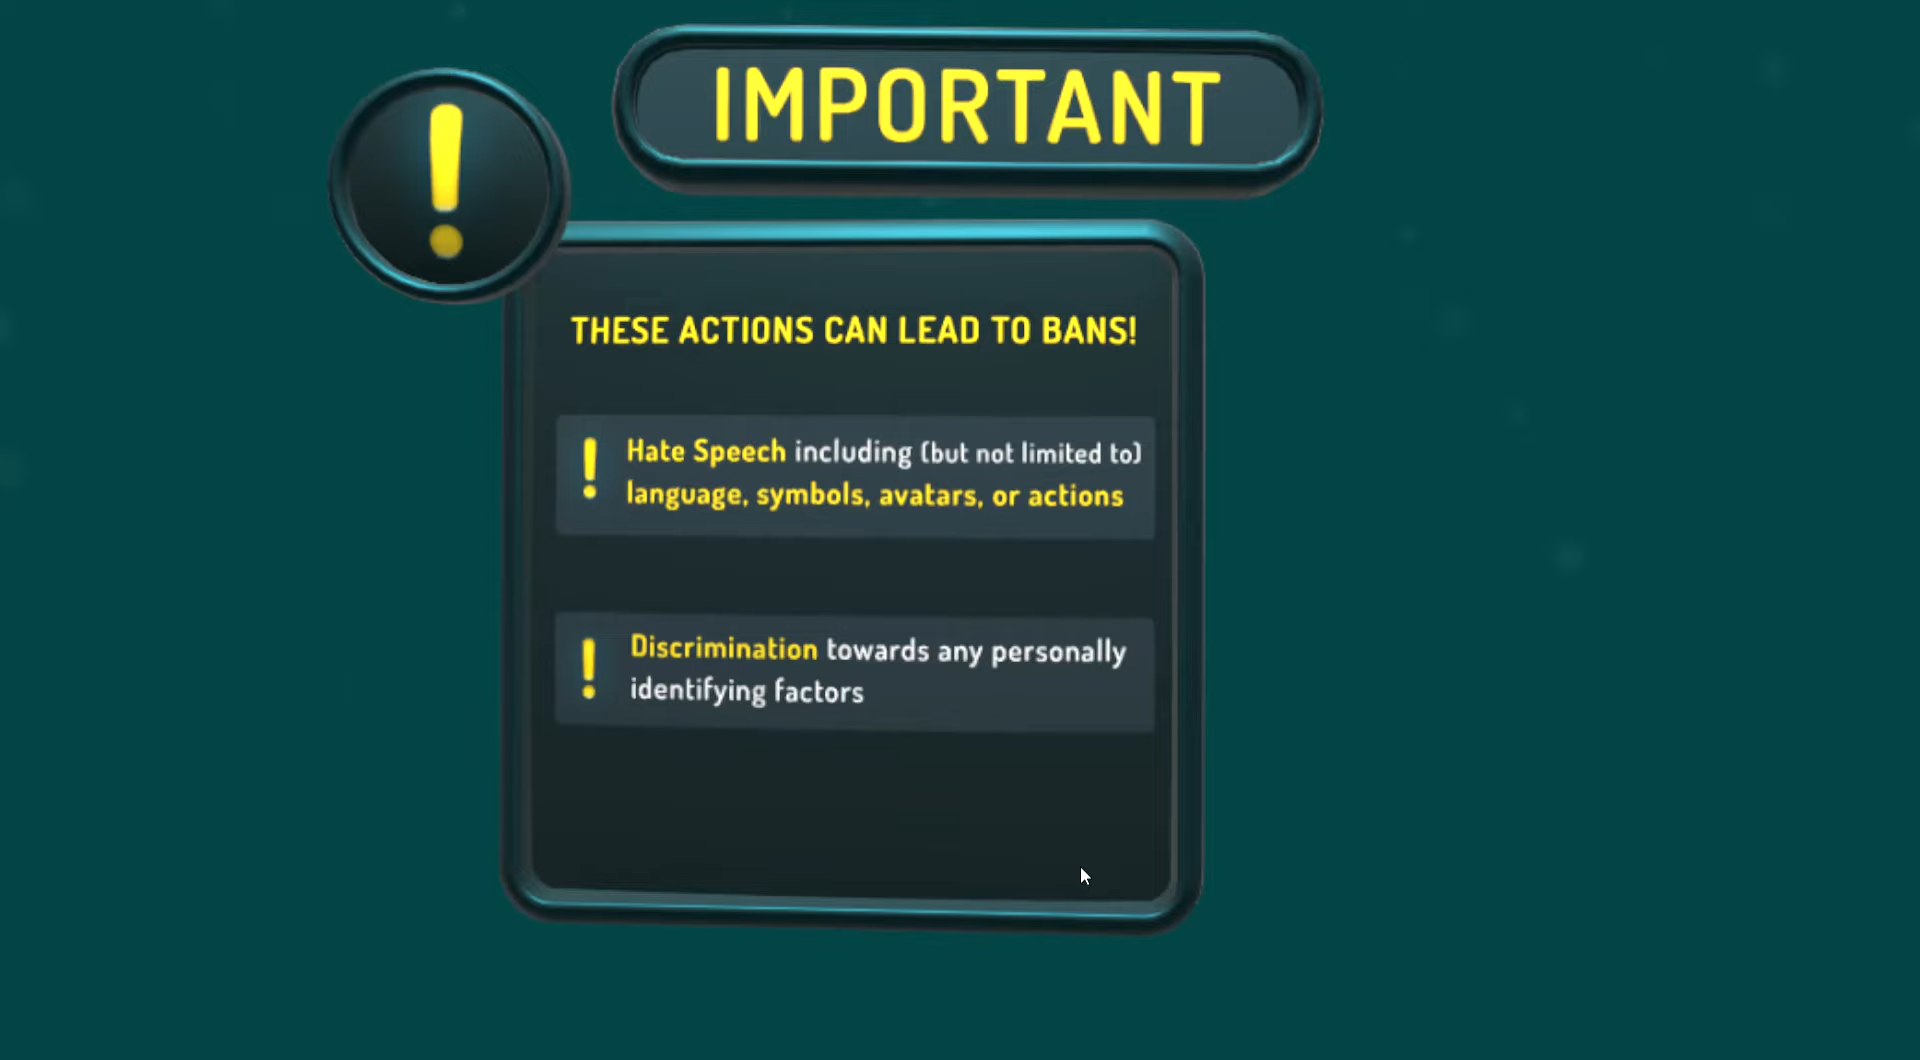 IMPORTANT
THESE ACTIONS CAN LEAD TO BANS!
Hate Speech including (but not limited to)
language, symbols, avatars, or actions
Discrimination towards any personally
identifying factors